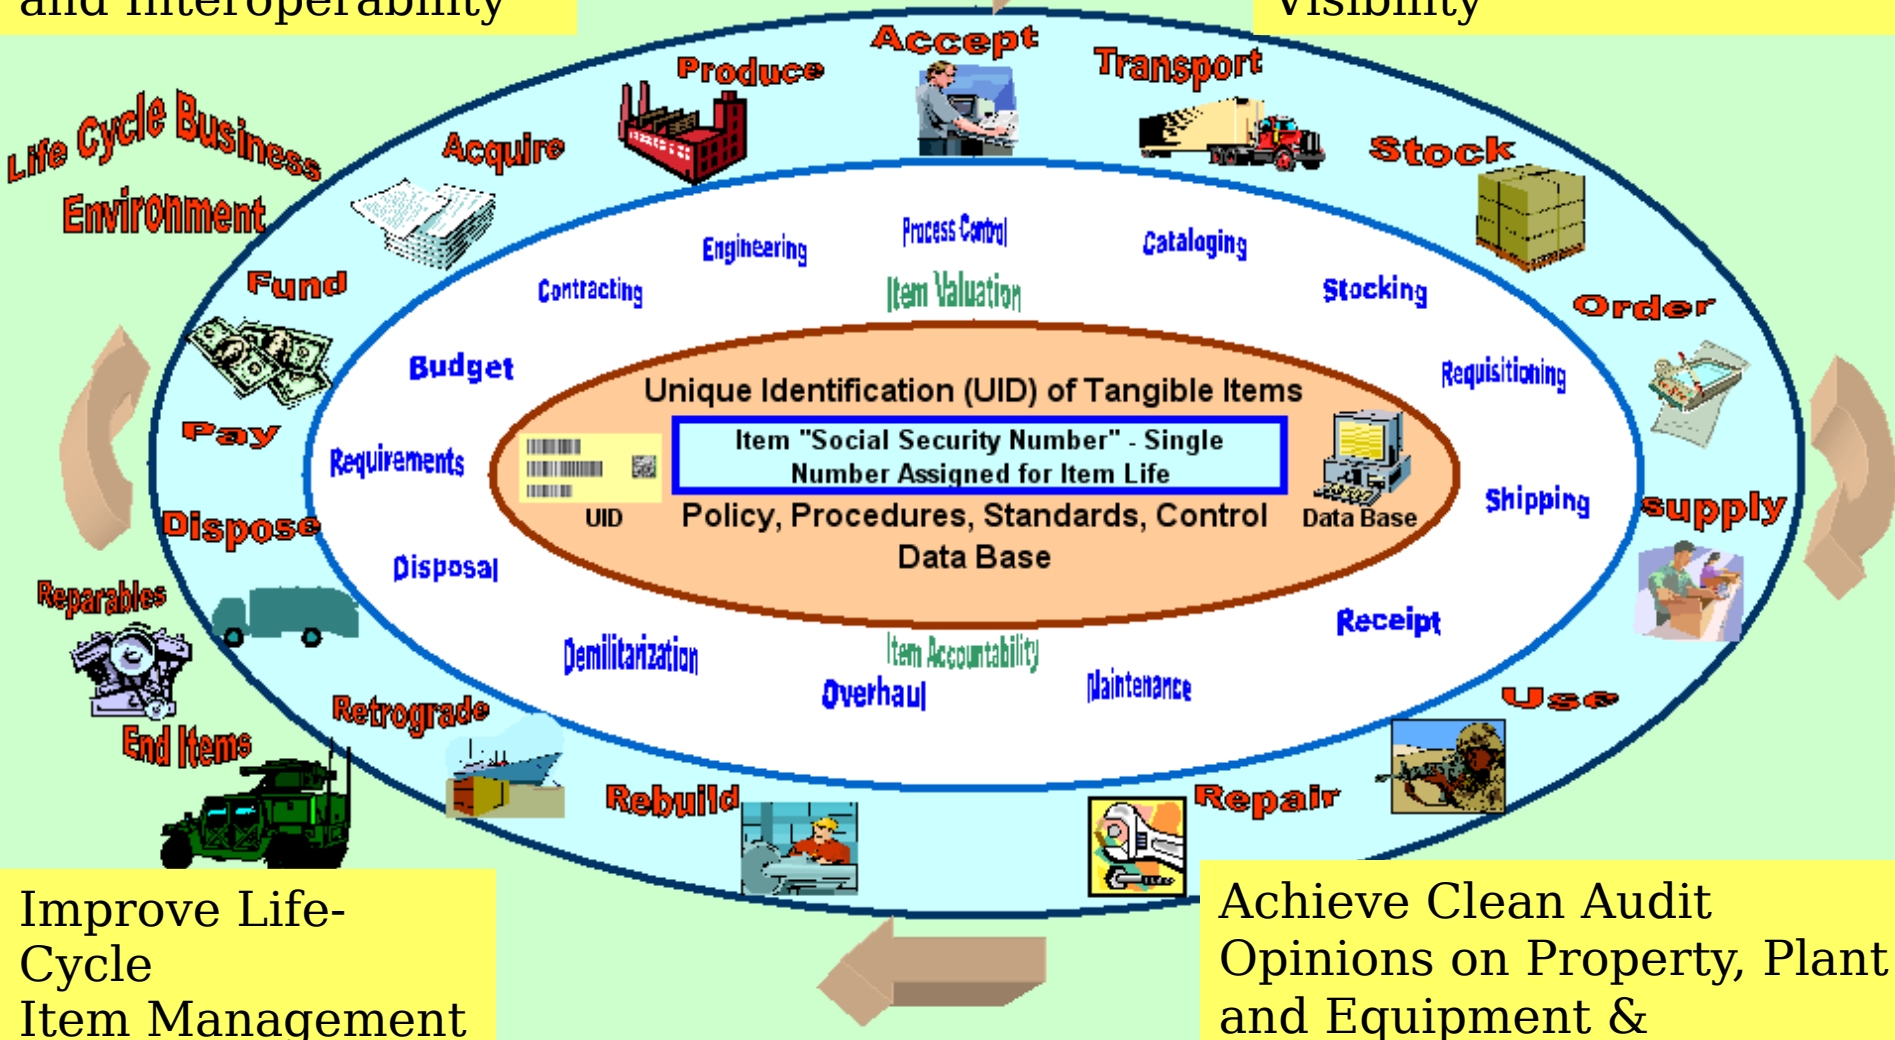 and Interoperability
Visibility
Accept
Produce
Transport
Life Cycle Business
Environment
Acquire
Stock
Process Control
Engineering
Cataloging
Contracting
Item Valuation
Stocking
Fund
Order
Budget
Requisitioning
Unique Identification (UID) of Tangible Items
Pay
Requirements
Item "Social Security Number" - Single
Number Assigned for Item Life
Shipping
supply
Dispose
UID
Policy, Procedures, Standards, Control
Data Base
Data Base
Disposal
Reparables
Receipt
Demilitarization
Item Accountability
Overhaul
Maintenance
Use
Retrograde
End Items
Rebuild
Repair
Improve Life-
Cycle
Item Management
Achieve Clean Audit
Opinions on Property, Plant
and Equipment &